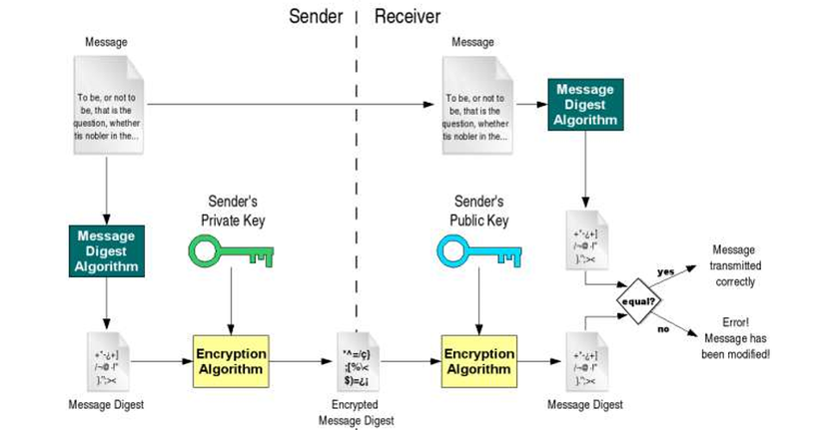 Sender
Receiver
Message
Message
To be, or not to
be, that is the
question, whether
tis nobler in the...
To be, or not to
be, that is the
question, whether
tis nobler in the...
Message
Digest
Algorithm
Sender's
Private Key
Sender's
Public Key
Message
Digest
Algorithm
yes
Message
transmitted
correctly
equal?
no
Error!
Message has
been modified!
Encryption
Algorithm
Encryption
Algorithm
Message Digest
Encrypted
Message Digest
Message Digest